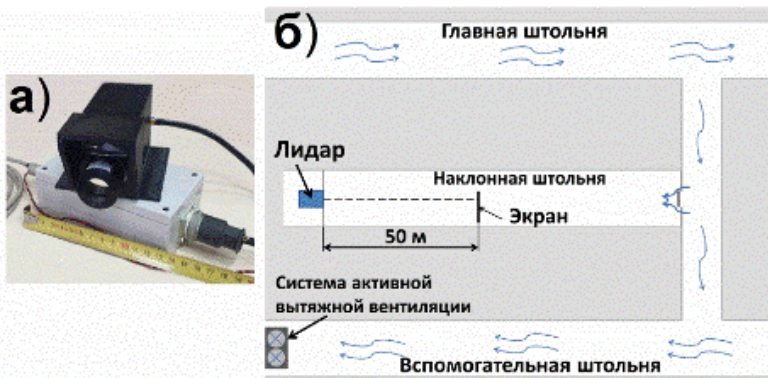 а)
б)
Главная штольня
Лидар
Наклонная штольня
Экран
50 м
Система активной
вытяжной вентиляции
Вспомогательная штольня